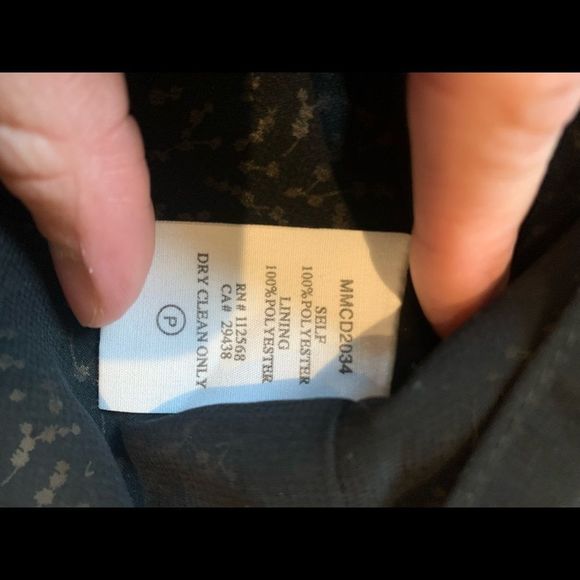 MMCD2034
SELF
100%POLYESTER
LINING
100%POLYESTER
RN# 112568
CA# 29438
DRY CLEAN ONLY
P